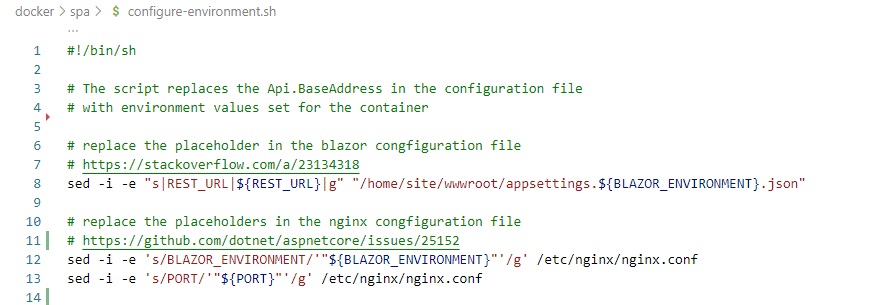 docker > spa > $ configure-environment.sh
...
1 #!/bin/sh
2
3 # The script replaces the Api.BaseAddress in the configuration file
4 # with environment values set for the container
5
6 # replace the placeholder in the blazor congfiguration file
7 # https://stackoverflow.com/a/23134318
8 sed -i -e "s|REST_URL|${REST_URL}|g" "/home/site/wwwroot/appsettings.${BLAZOR_ENVIRONMENT}.json"
9
10 # replace the placeholders in the nginx congfiguration file
11 # https://github.com/dotnet/aspnetcore/issues/25152
12 sed -i -e 's/BLAZOR_ENVIRONMENT/'"${BLAZOR_ENVIRONMENT}"'/g' /etc/nginx/nginx.conf
13 sed -i -e 's/PORT/'"${PORT}"'/g' /etc/nginx/nginx.conf
14